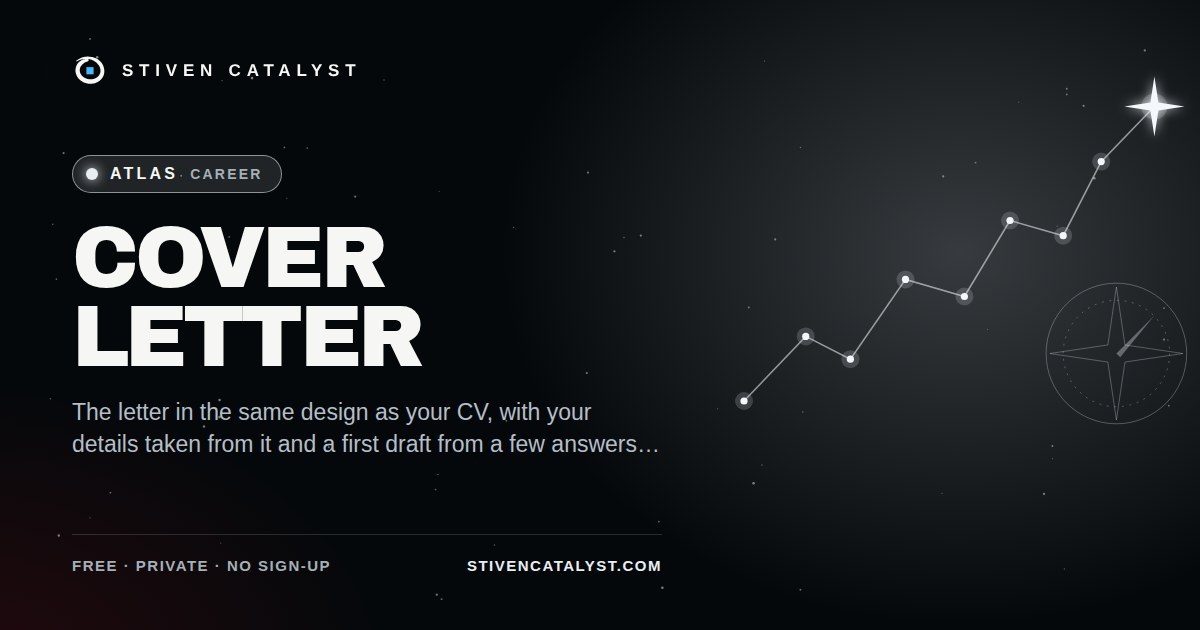 STIVEN CATALYST
ATLAS · CAREER
COVER
LETTER
The letter in the same design as your CV, with your
details taken from it and a first draft from a few answers…
FREE · PRIVATE · NO SIGN-UP
STIVENCATALYST.COM